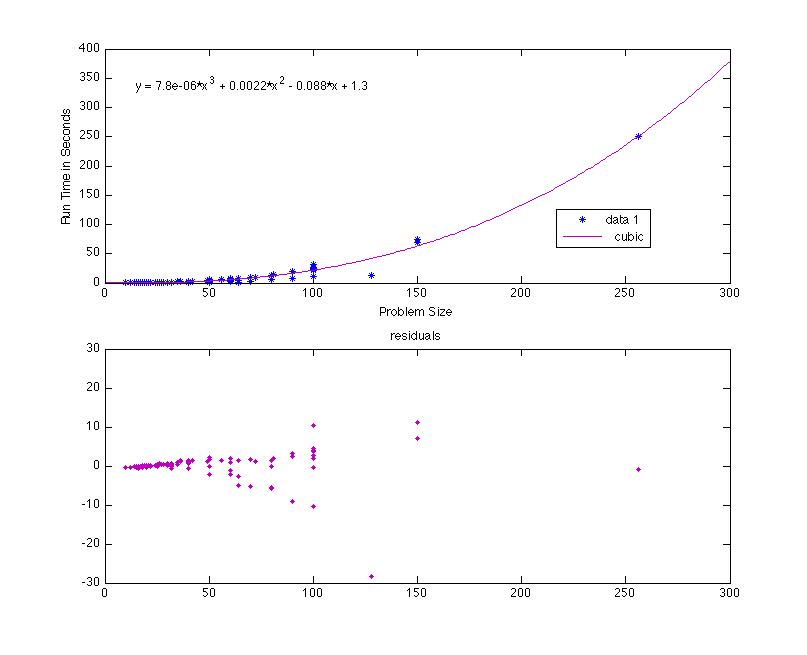 400
350
300
250
200
150
100
50
0
Run Time in Seconds
y = 7.8e-06*x^3 + 0.0022*x^2 - 0.088*x + 1.3
data 1
cubic
0 50 100 150 200 250 300
Problem Size
residuals
30
20
10
0
-10
-20
-30
0 50 100 150 200 250 300